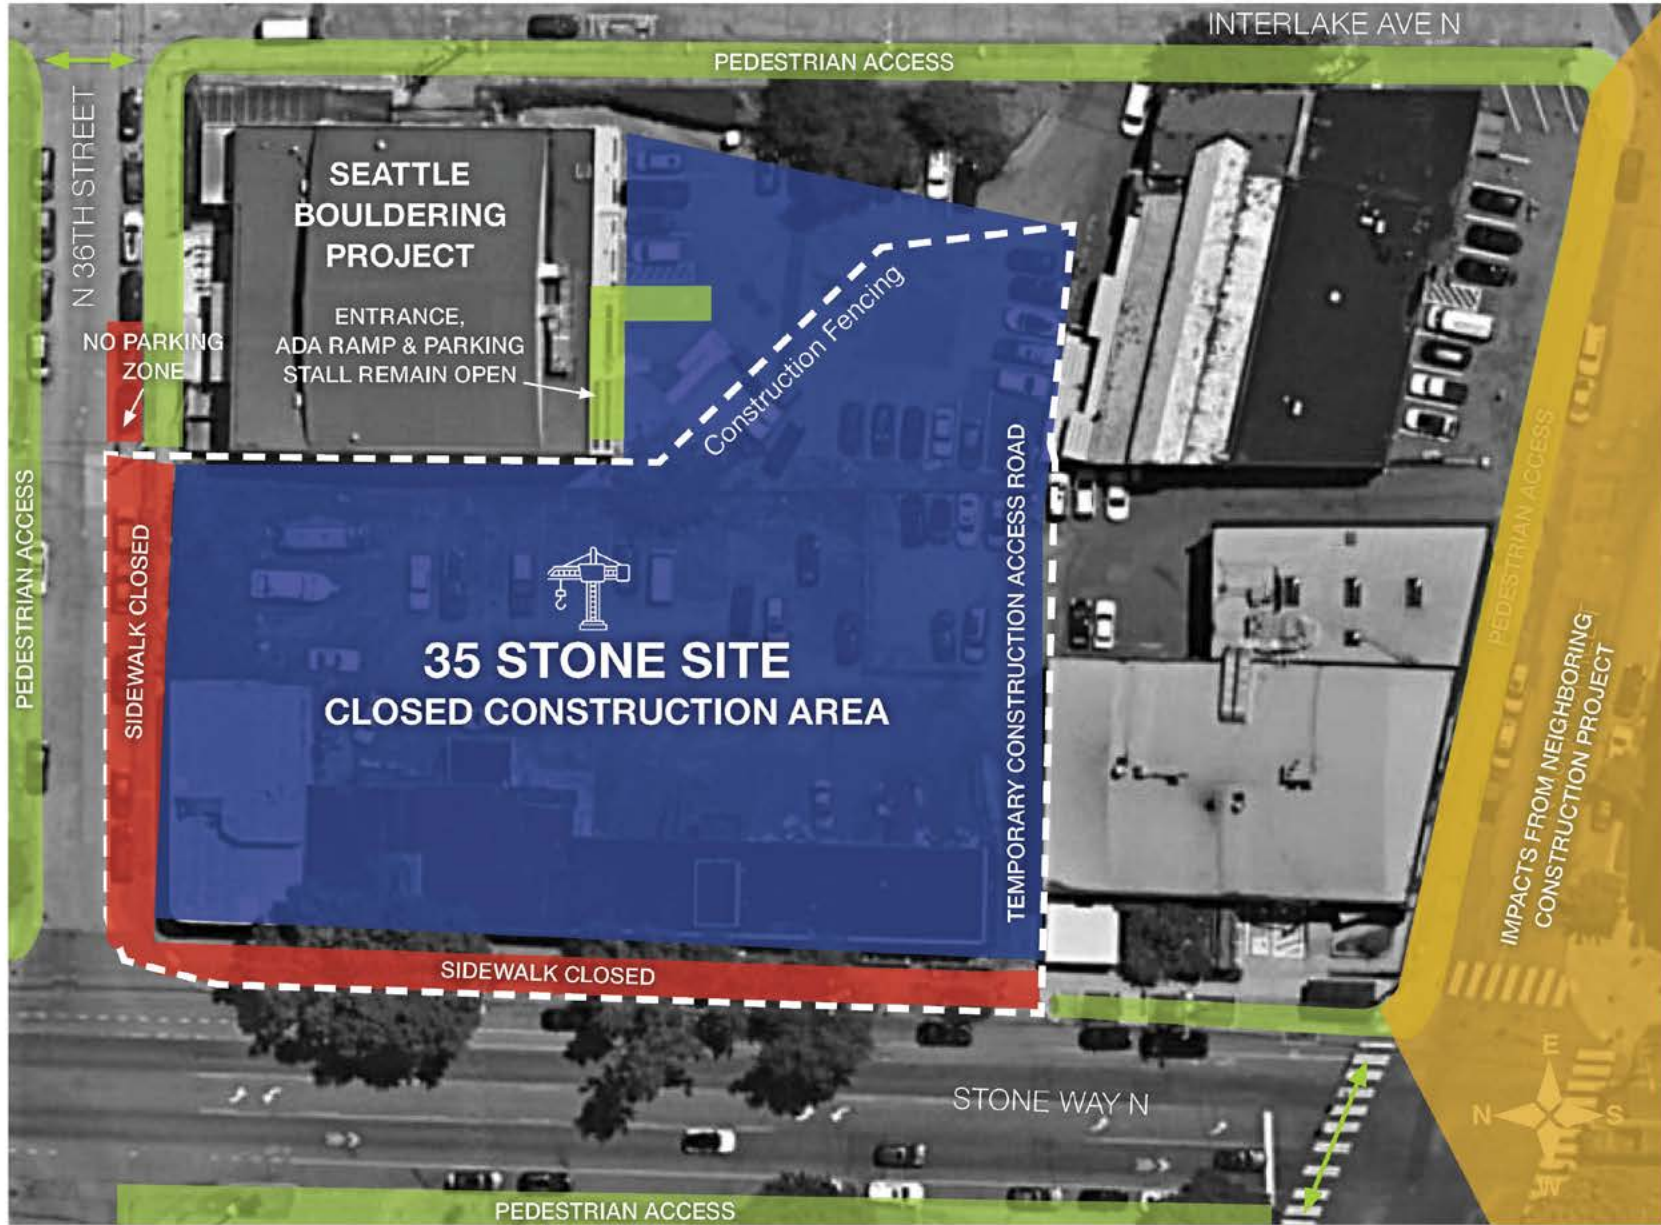 INTERLAKE AVE N
PEDESTRIAN ACCESS
N 36TH STREET
SEATTLE
BOULDERING
PROJECT
ENTRANCE,
ADA RAMP & PARKING
STALL REMAIN OPEN
NO PARKING
ZONE
Construction Fencing
PEDESTRIAN ACCESS
SIDEWALK CLOSED
35 STONE SITE
CLOSED CONSTRUCTION AREA
TEMPORARY CONSTRUCTION ACCESS ROAD
PEDESTRIAN ACCESS
IMPACTS FROM NEIGHBORING
CONSTRUCTION PROJECT
SIDEWALK CLOSED
STONE WAY N
E
N
S
W
PEDESTRIAN ACCESS